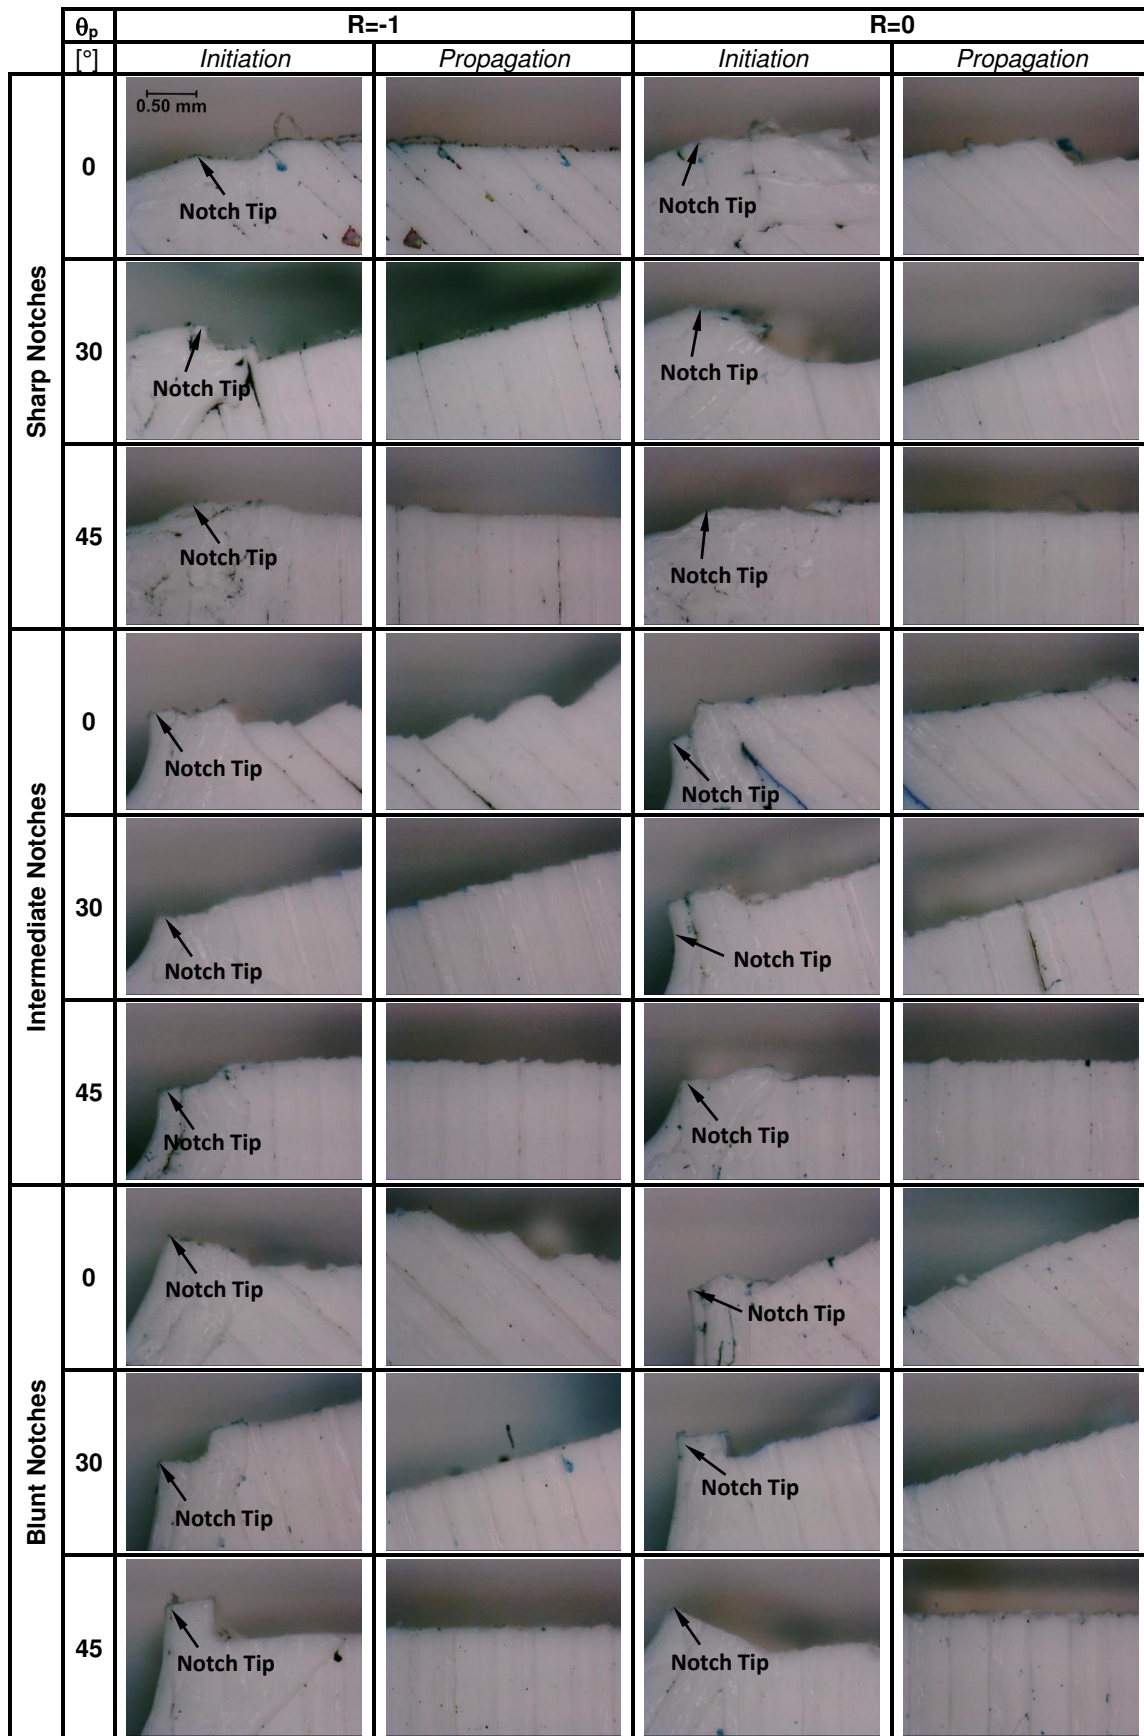 θp R=-1 R=0
[°] Initiation Propagation Initiation Propagation
Sharp Notches
0
0.50 mm
Notch Tip
Notch Tip
30
Notch Tip
Notch Tip
45
Notch Tip
Notch Tip
Intermediate Notches
0
Notch Tip
Notch Tip
30
Notch Tip
Notch Tip
45
Notch Tip
Notch Tip
Blunt Notches
0
Notch Tip
Notch Tip
30
Notch Tip
Notch Tip
45
Notch Tip
Notch Tip